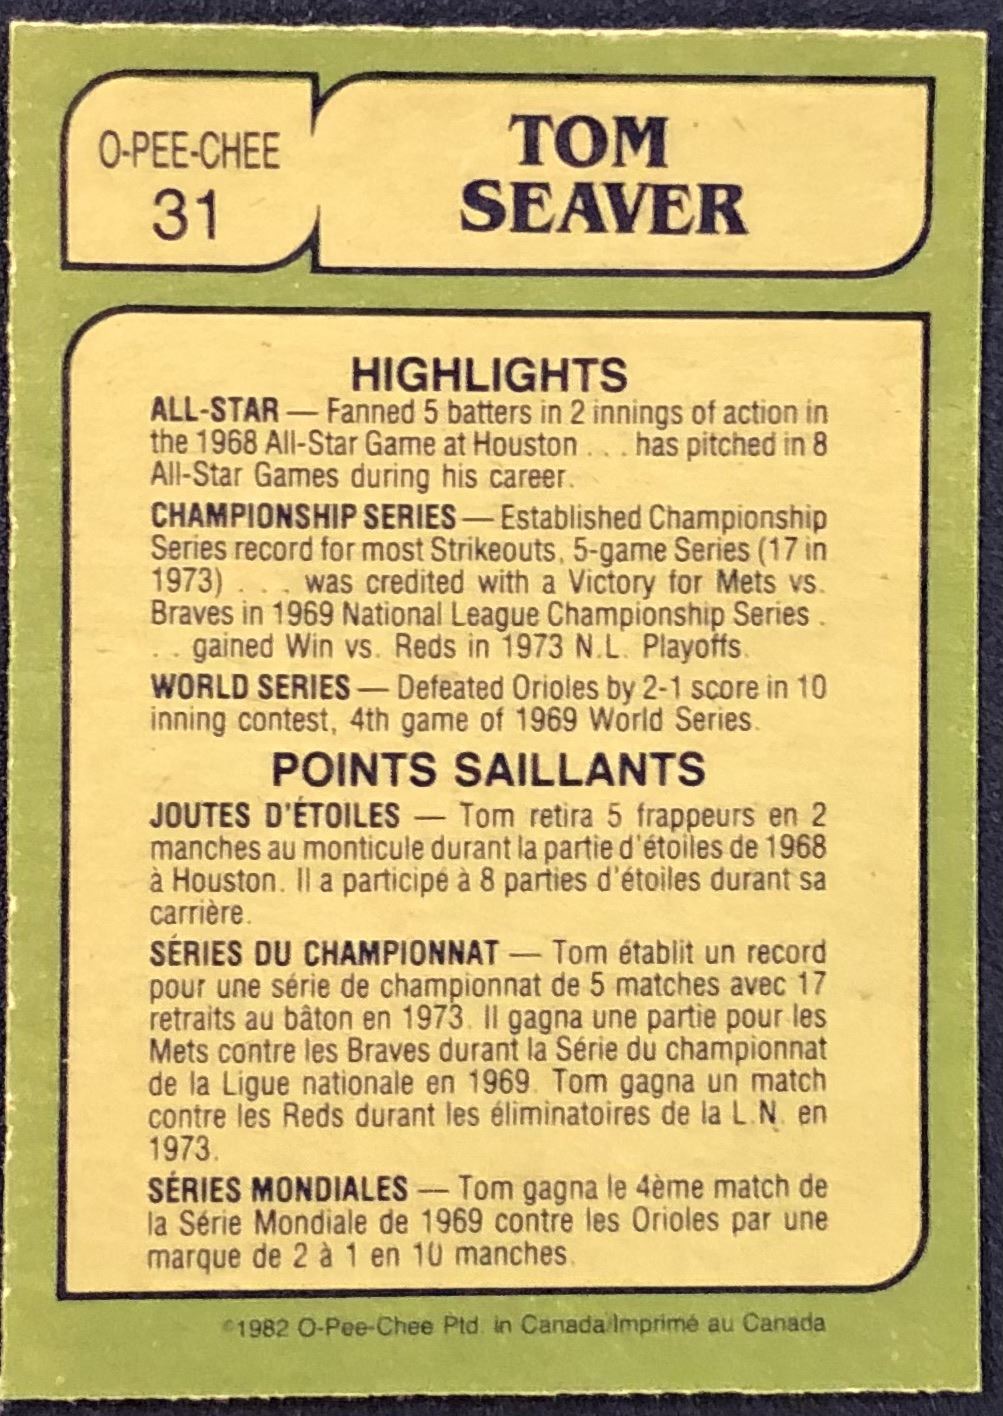 O-PEE-CHEE
31
TOM
SEAVER
HIGHLIGHTS
ALL-STAR — Fanned 5 batters in 2 innings of action in
the 1968 All-Star Game at Houston . . . has pitched in 8
All-Star Games during his career.
CHAMPIONSHIP SERIES — Established Championship
Series record for most Strikeouts, 5-game Series (17 in
1973) . . . was credited with a Victory for Mets vs.
Braves in 1969 National League Championship Series .
. . gained Win vs. Reds in 1973 N.L. Playoffs.
WORLD SERIES — Defeated Orioles by 2-1 score in 10
inning contest, 4th game of 1969 World Series.
POINTS SAILLANTS
JOUTES D'ÉTOILES — Tom retira 5 frappeurs en 2
manches au monticule durant la partie d'étoiles de 1968
à Houston. Il a participé à 8 parties d'étoiles durant sa
carrière.
SÉRIES DU CHAMPIONNAT — Tom établit un record
pour une série de championnat de 5 matches avec 17
retraits au bâton en 1973. Il gagna une partie pour les
Mets contre les Braves durant la Série du championnat
de la Ligue nationale en 1969. Tom gagna un match
contre les Reds durant les éliminatoires de la L.N. en
1973.
SÉRIES MONDIALES — Tom gagna le 4ème match de
la Série Mondiale de 1969 contre les Orioles par une
marque de 2 à 1 en 10 manches.
©1982 O-Pee-Chee Ptd. in Canada/Imprimé au Canada